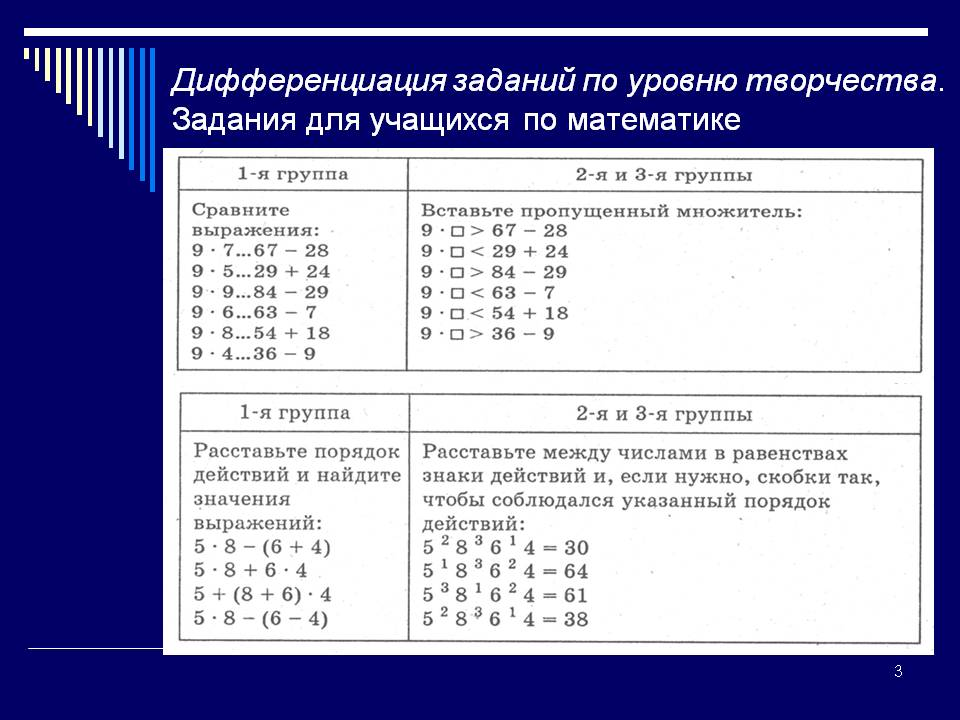 Дифференциация заданий по уровню творчества.
Задания для учащихся по математике
1-я группа
2-я и 3-я группы
Сравните
выражения:
9 · 7...67 − 28
9 · 5...29 + 24
9 · 9...84 − 29
9 · 6...63 − 7
9 · 8...54 + 18
9 · 4...36 − 9
Вставьте пропущенный множитель:
9 · □ > 67 − 28
9 · □ < 29 + 24
9 · □ > 84 − 29
9 · □ < 63 − 7
9 · □ < 54 + 18
9 · □ > 36 − 9
1-я группа
2-я и 3-я группы
Расставьте порядок
действий и найдите
значения
выражений:
5 · 8 − (6 + 4)
5 · 8 + 6 · 4
5 + (8 + 6) · 4
5 · 8 − (6 − 4)
Расставьте между числами в равенствах
знаки действий и, если нужно, скобки так,
чтобы соблюдался указанный порядок
действий:
5 ² 8 ³ 6 ¹ 4 = 30
5 ¹ 8 ³ 6 ² 4 = 64
5 ³ 8 ¹ 6 ² 4 = 61
5 ² 8 ³ 6 ¹ 4 = 38
3